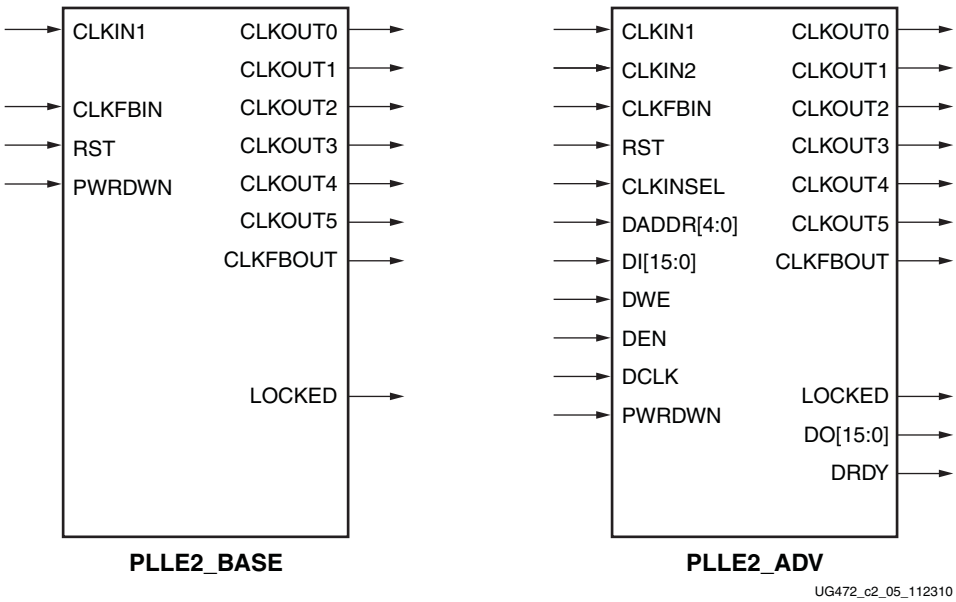 CLKIN1 CLKOUT0
CLKOUT1
CLKFBIN CLKOUT2
RST CLKOUT3
PWRDWN CLKOUT4
CLKOUT5
CLKFBOUT
LOCKED
PLLE2_BASE
CLKIN1 CLKOUT0
CLKIN2 CLKOUT1
CLKFBIN CLKOUT2
RST CLKOUT3
CLKINSEL CLKOUT4
DADDR[4:0] CLKOUT5
DI[15:0] CLKFBOUT
DWE
DEN
DCLK LOCKED
PWRDWN DO[15:0]
DRDY
PLLE2_ADV
UG472_c2_05_112310